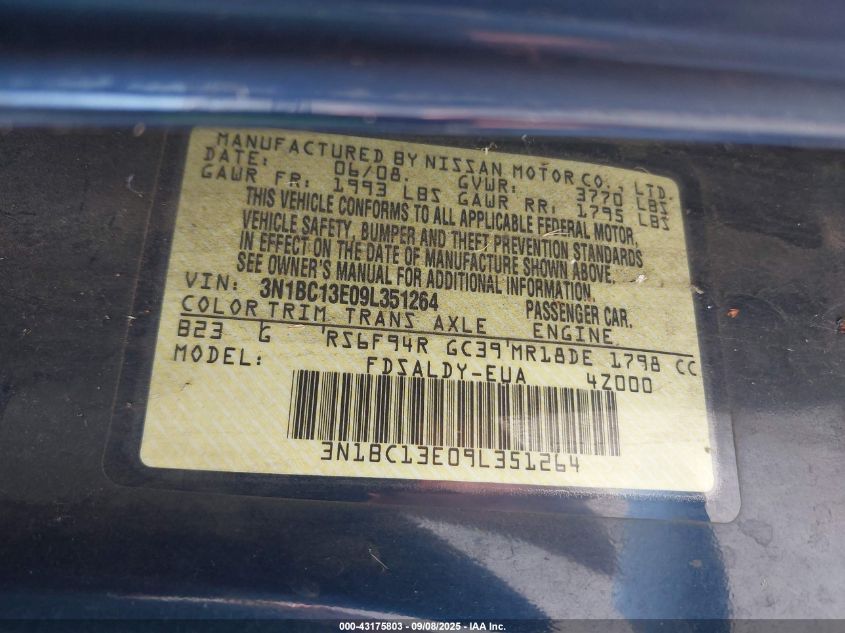 MANUFACTURED BY NISSAN MOTOR CO., LTD.
DATE: 06/08. GVWR: 3770 LBS
GAWR FR: 1993 LBS GAWR RR: 1795 LBS
THIS VEHICLE CONFORMS TO ALL APPLICABLE FEDERAL MOTOR
VEHICLE SAFETY, BUMPER AND THEFT PREVENTION STANDARDS
IN EFFECT ON THE DATE OF MANUFACTURE SHOWN ABOVE.
SEE OWNER'S MANUAL FOR ADDITIONAL INFORMATION.
VIN: 3N1BC13E09L351264 PASSENGER CAR.
COLOR TRIM TRANS AXLE ENGINE
B23 G RS6F94R GC39 MR18DE 1798 CC
MODEL: FDSALDY-EUA 4Z000
3N1BC13E09L351264
000-43175803 - 09/08/2025 - IAA Inc.